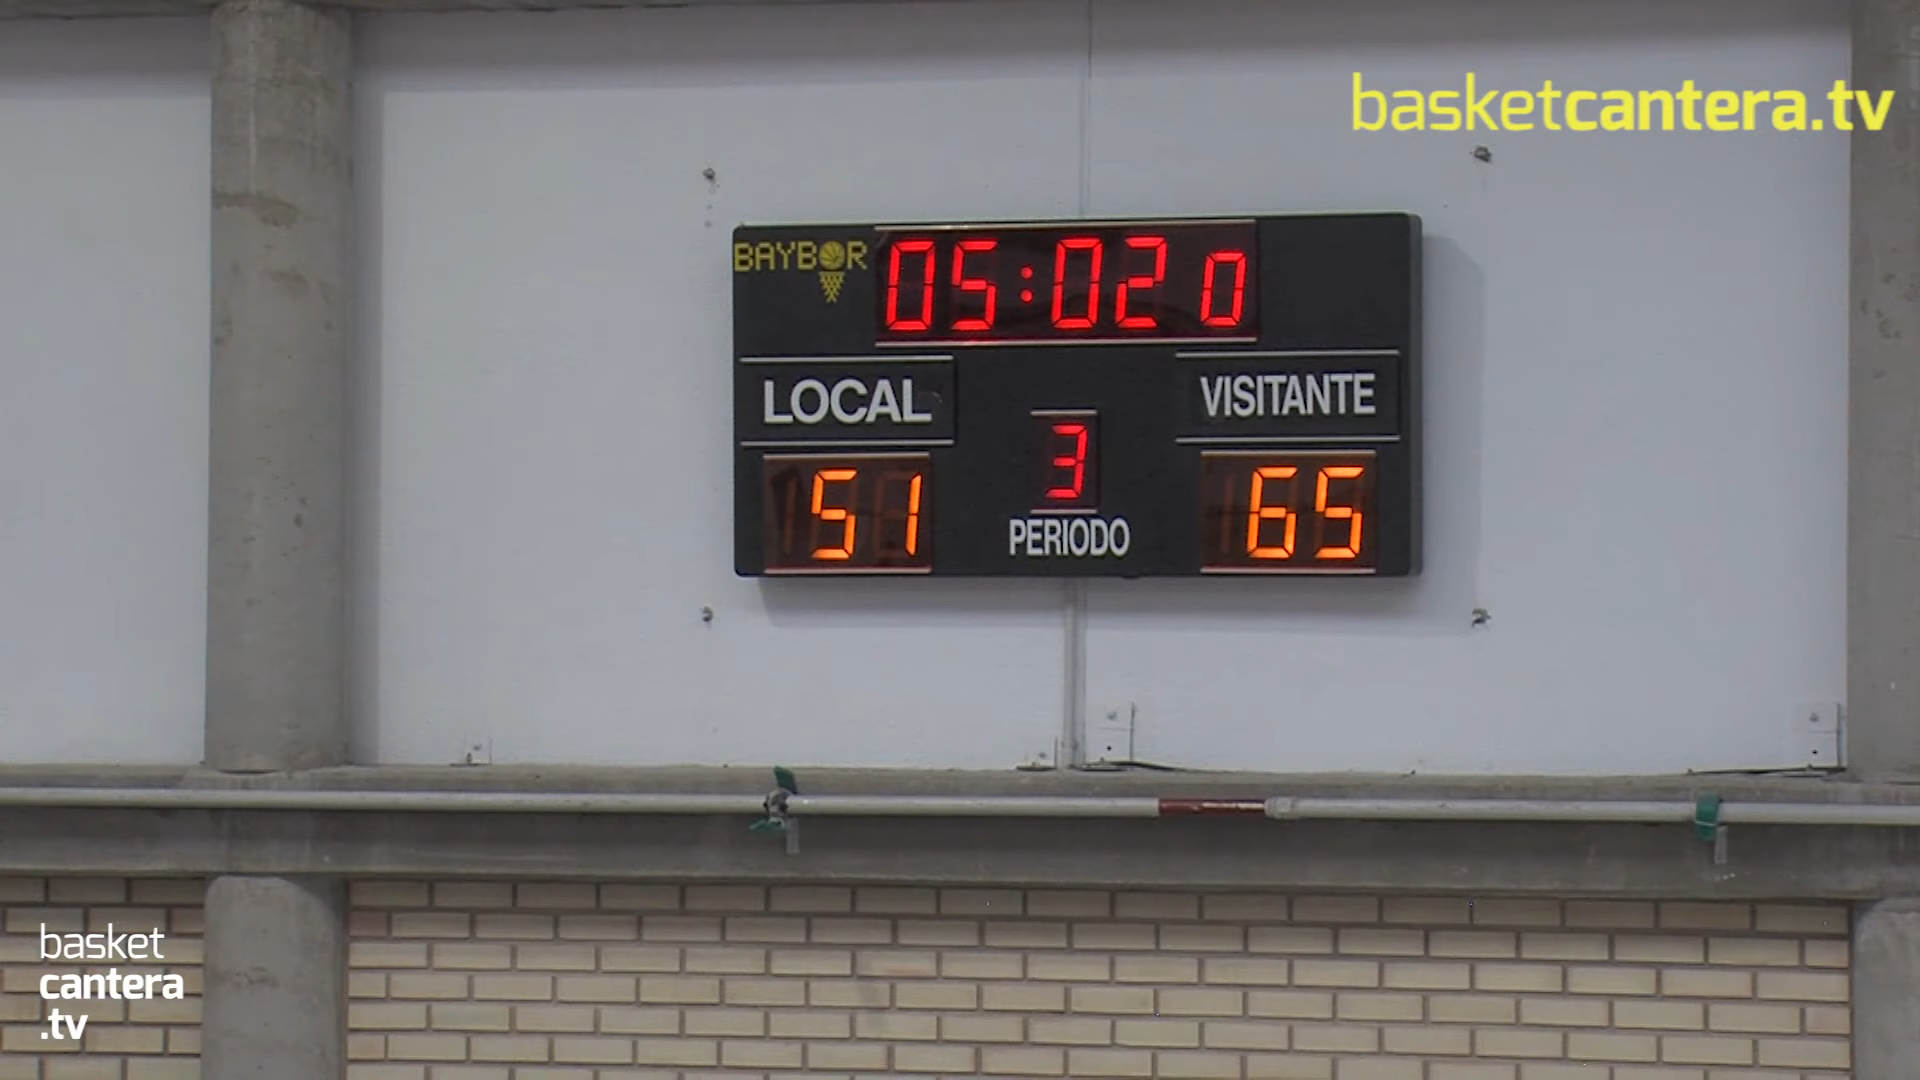 basketcantera.tv
BAYBOR
05:02 0
LOCAL
VISITANTE
3
51
65
PERIODO
basket
cantera
.tv